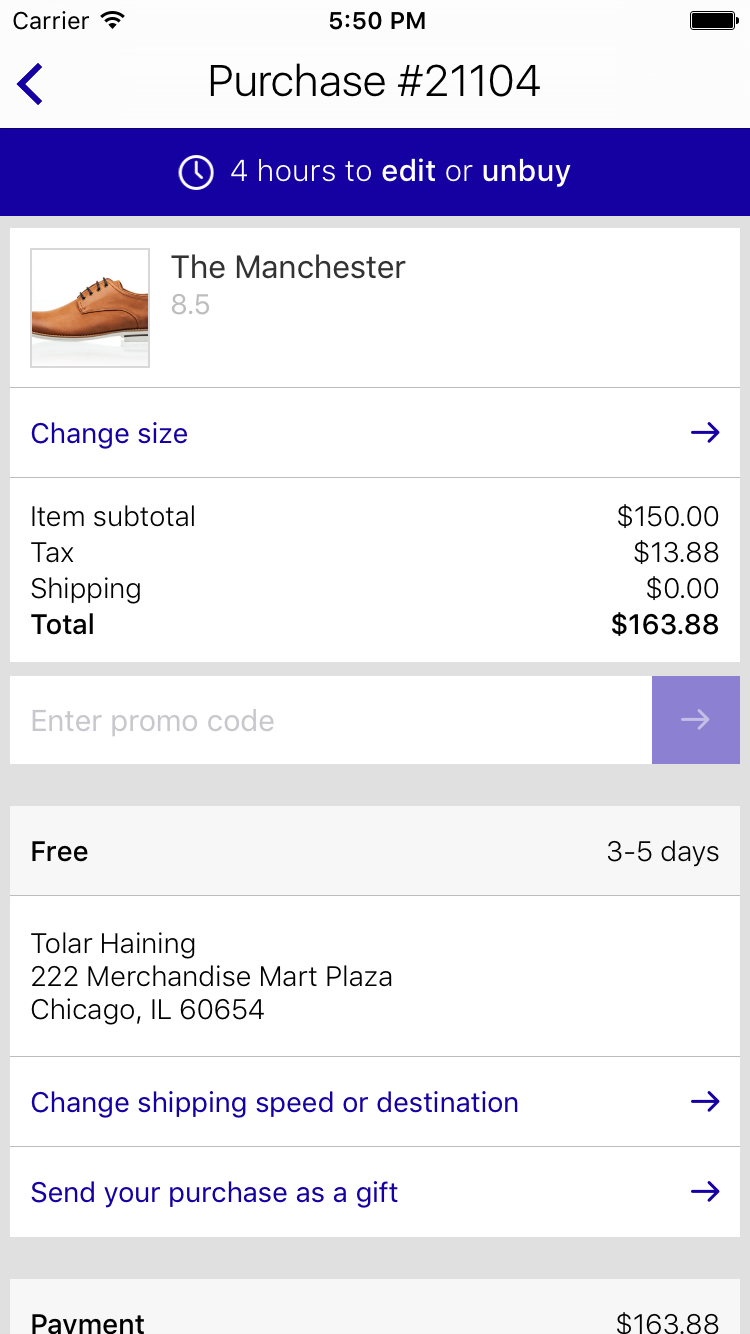 Carrier 5:50 PM
Purchase #21104
4 hours to edit or unbuy
The Manchester
8.5
Change size
Item subtotal $150.00
Tax $13.88
Shipping $0.00
Total $163.88
Enter promo code
Free 3-5 days
Tolar Haining
222 Merchandise Mart Plaza
Chicago, IL 60654
Change shipping speed or destination
Send your purchase as a gift
Payment $163.88